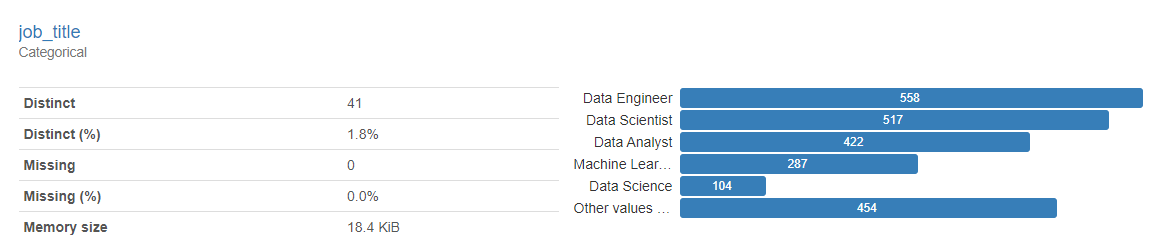 job_title
Categorical
Distinct 41
Distinct (%) 1.8%
Missing 0
Missing (%) 0.0%
Memory size 18.4 KiB
Data Engineer 558
Data Scientist 517
Data Analyst 422
Machine Lear… 287
Data Science 104
Other values … 454